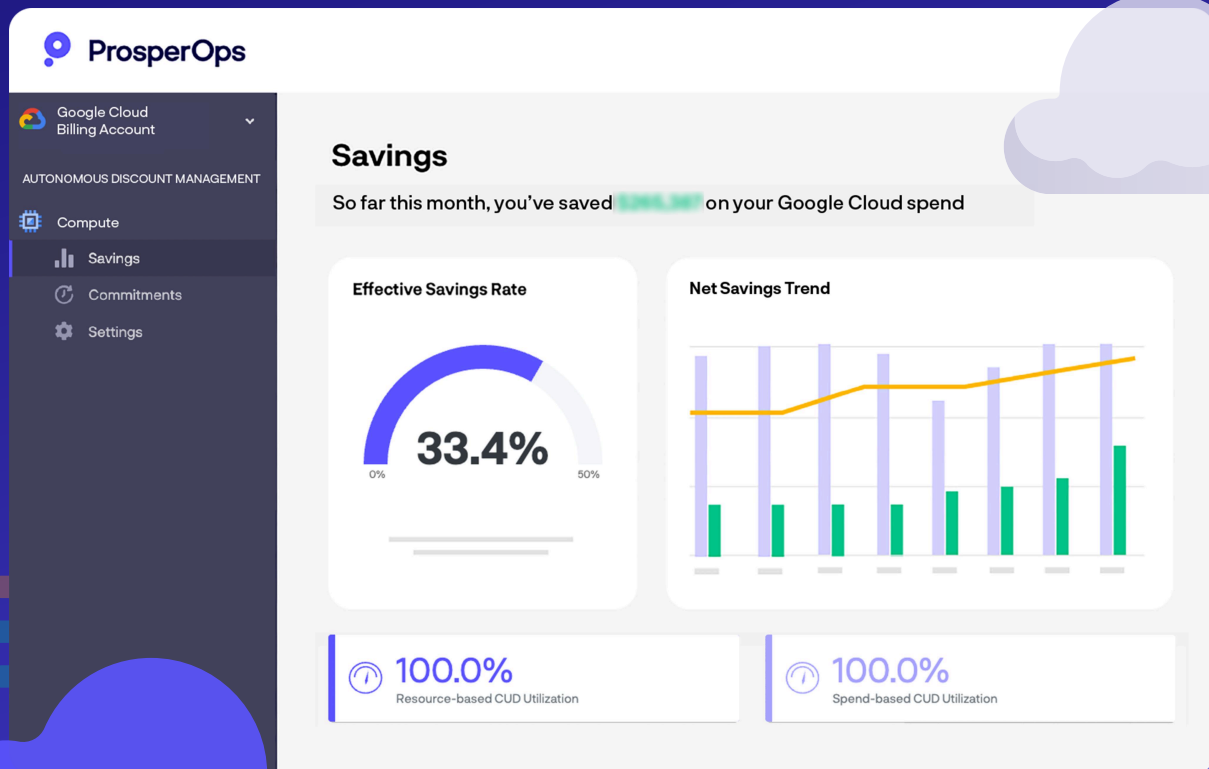 ProsperOps
Google Cloud
Billing Account
AUTONOMOUS DISCOUNT MANAGEMENT
Compute
Savings
Commitments
Settings
Savings
So far this month, you've saved on your Google Cloud spend
Effective Savings Rate
33.4%
0%
50%
Net Savings Trend
100.0%
Resource-based CUD Utilization
100.0%
Spend-based CUD Utilization